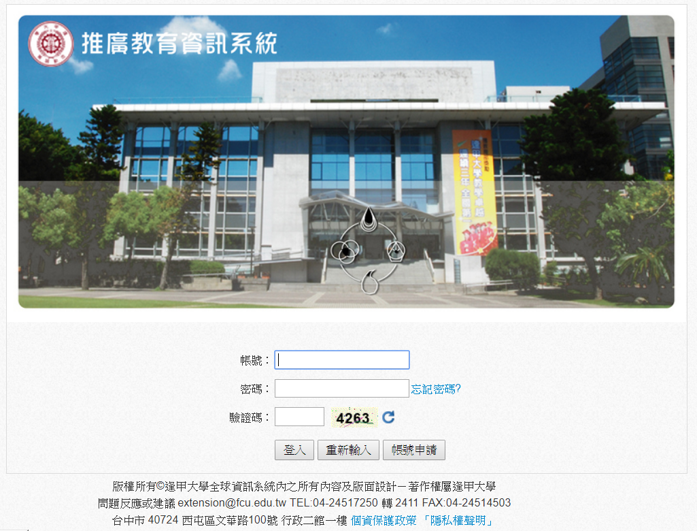 推廣教育資訊系統
帳號：
密碼： 忘記密碼?
驗證碼： 4263
登入 重新輸入 帳號申請
版權所有©逢甲大學全球資訊系統內之所有內容及版面設計－著作權屬逢甲大學
問題反應或建議 extension@fcu.edu.tw TEL:04-24517250 轉 2411 FAX:04-24514503
台中市 40724 西屯區文華路100號 行政二館一樓 個資保護政策 「隱私權聲明」